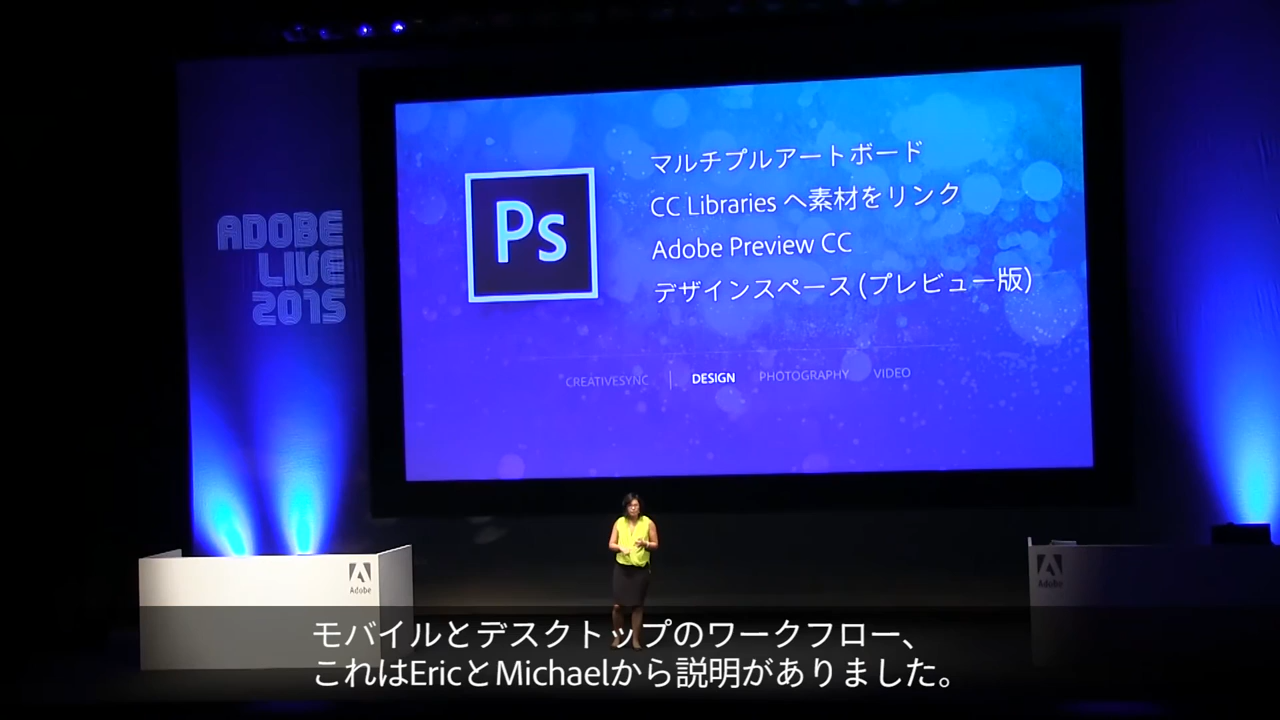 ADOBE
LIVE
2015
Ps
マルチプルアートボード
CC Libraries へ素材をリンク
Adobe Preview CC
デザインスペース (プレビュー版)
CREATIVESYNC | DESIGN PHOTOGRAPHY VIDEO
Adobe
Adobe
モバイルとデスクトップのワークフロー、
これはEricとMichaelから説明がありました。